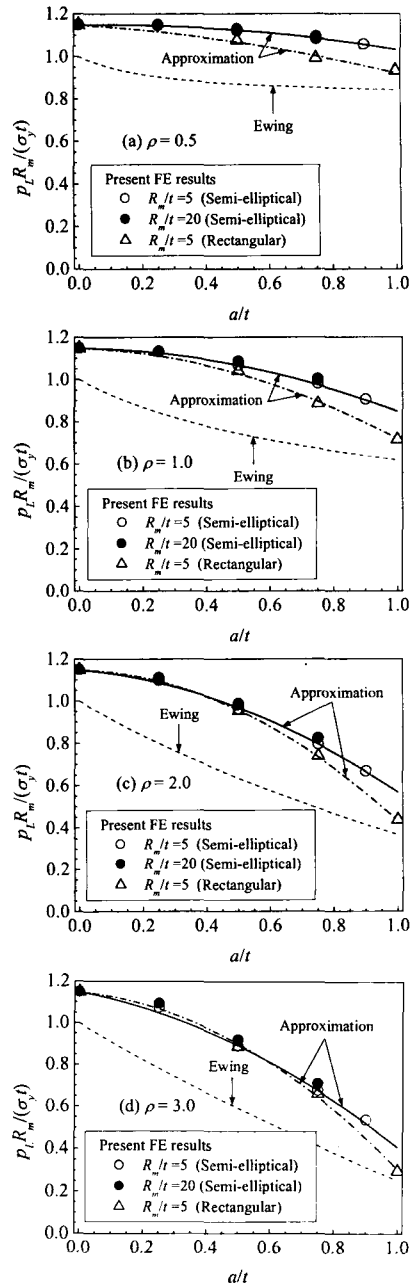 1.2
1.0
0.8
0.6
0.4
0.2
0.0
p_L R_m/(σ_y t)
Approximation
Ewing
(a) ρ = 0.5
Present FE results
R_m/t =5 (Semi-elliptical)
R_m/t =20 (Semi-elliptical)
R_m/t =5 (Rectangular)
0.0 0.2 0.4 0.6 0.8 1.0
a/t
1.2
1.0
0.8
0.6
0.4
0.2
0.0
p_L R_m/(σ_y t)
Approximation
Ewing
(b) ρ = 1.0
Present FE results
R_m/t =5 (Semi-elliptical)
R_m/t =20 (Semi-elliptical)
R_m/t =5 (Rectangular)
0.0 0.2 0.4 0.6 0.8 1.0
a/t
1.2
1.0
0.8
0.6
0.4
0.2
0.0
p_L R_m/(σ_y t)
Approximation
Ewing
(c) ρ = 2.0
Present FE results
R_m/t =5 (Semi-elliptical)
R_m/t =20 (Semi-elliptical)
R_m/t =5 (Rectangular)
0.0 0.2 0.4 0.6 0.8 1.0
a/t
1.2
1.0
0.8
0.6
0.4
0.2
0.0
p_L R_m/(σ_y t)
Approximation
Ewing
(d) ρ = 3.0
Present FE results
R_m/t =5 (Semi-elliptical)
R_m/t =20 (Semi-elliptical)
R_m/t =5 (Rectangular)
0.0 0.2 0.4 0.6 0.8 1.0
a/t